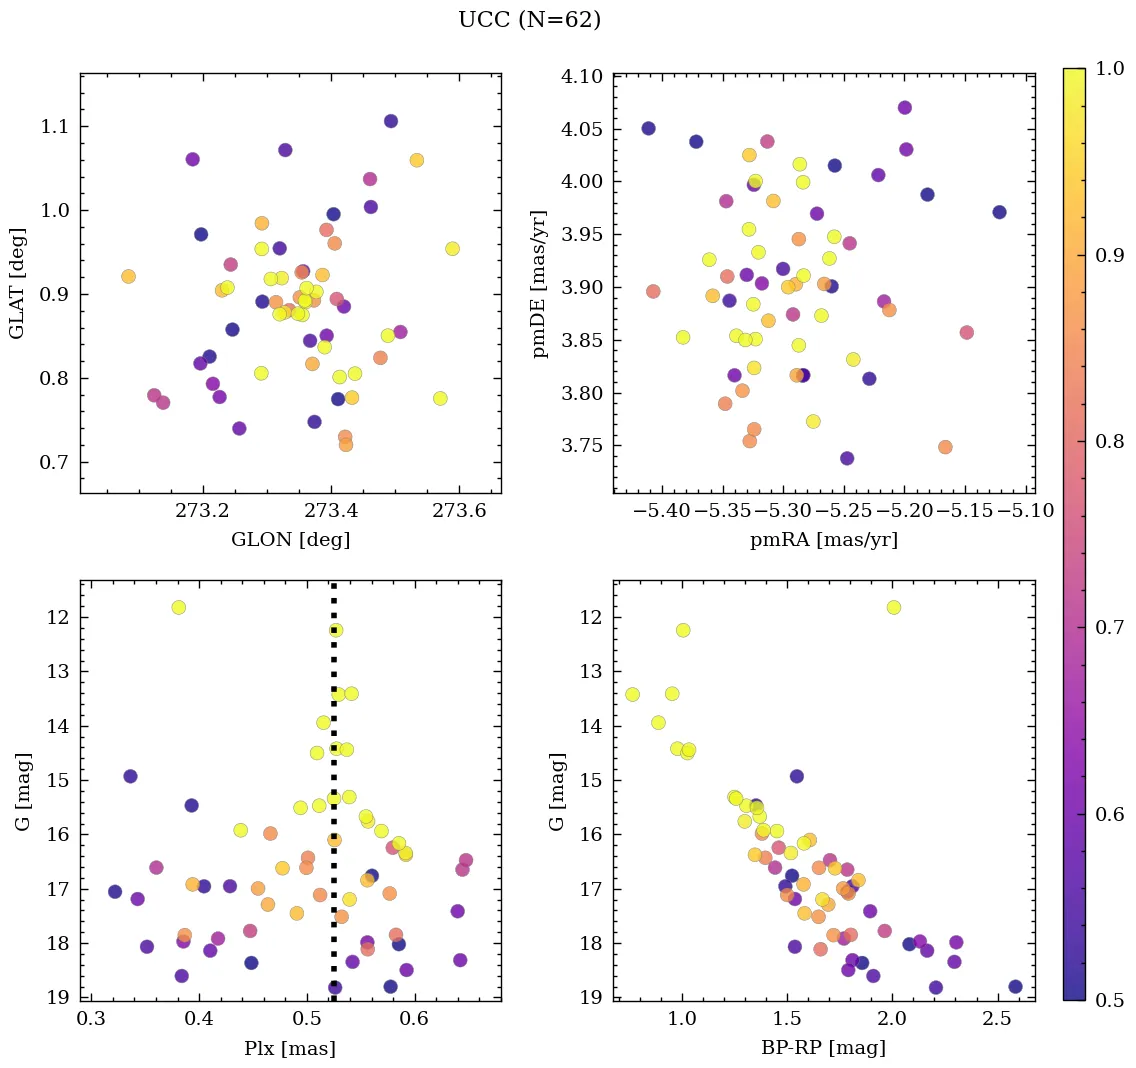 UCC (N=62)
1.1
1.0
0.9
0.8
0.7
GLAT [deg]
273.2 273.4 273.6
GLON [deg]
4.10
4.05
4.00
3.95
3.90
3.85
3.80
3.75
pmDE [mas/yr]
−5.40 −5.35 −5.30 −5.25 −5.20 −5.15 −5.10
pmRA [mas/yr]
12
13
14
15
16
17
18
19
G [mag]
0.3 0.4 0.5 0.6
Plx [mas]
12
13
14
15
16
17
18
19
G [mag]
1.0 1.5 2.0 2.5
BP-RP [mag]
1.0
0.9
0.8
0.7
0.6
0.5